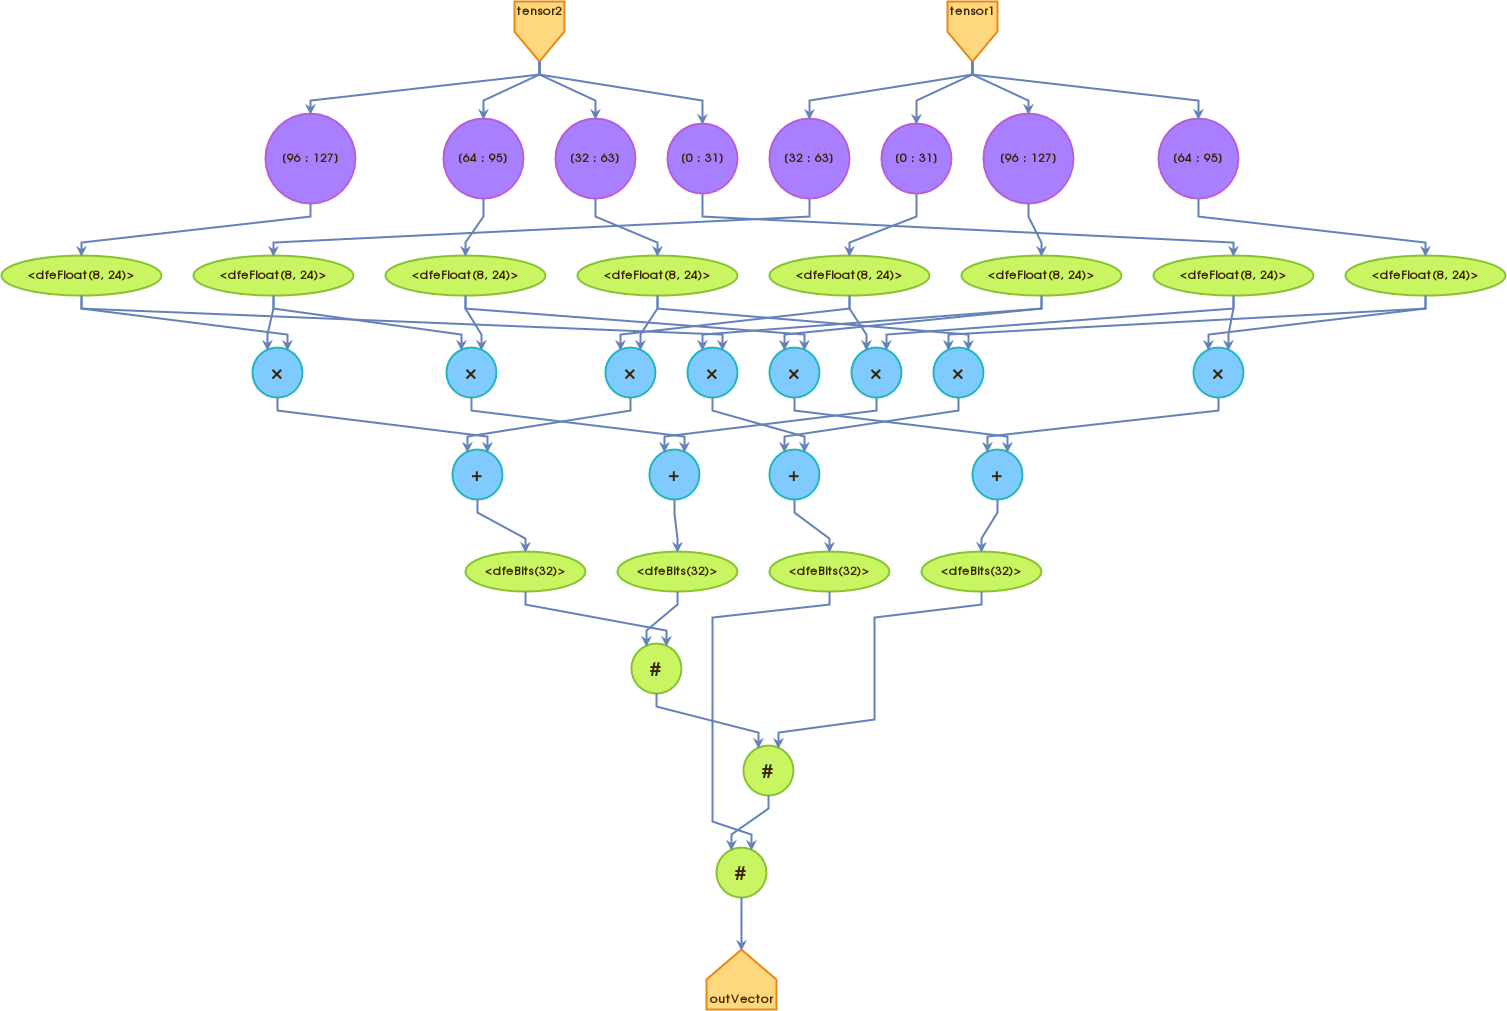 tensor2
tensor1
[96 : 127]
[64 : 95]
[32 : 63]
[0 : 31]
[32 : 63]
[0 : 31]
[96 : 127]
[64 : 95]
<dfeFloat(8, 24)>
<dfeFloat(8, 24)>
<dfeFloat(8, 24)>
<dfeFloat(8, 24)>
<dfeFloat(8, 24)>
<dfeFloat(8, 24)>
<dfeFloat(8, 24)>
<dfeFloat(8, 24)>
×
×
×
×
×
×
×
×
+
+
+
+
<dfeBits(32)>
<dfeBits(32)>
<dfeBits(32)>
<dfeBits(32)>
#
#
#
outVector